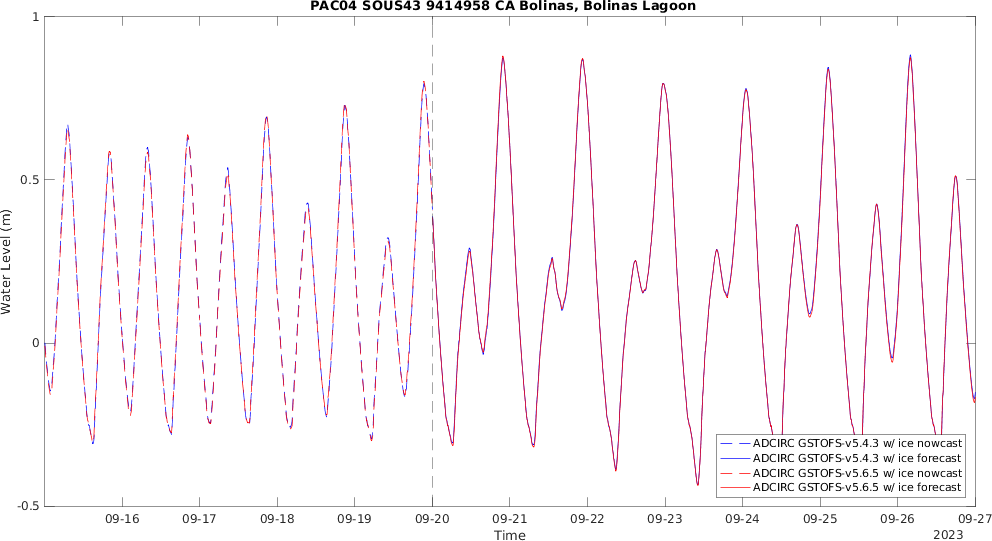 PAC04 SOUS43 9414958 CA Bolinas, Bolinas Lagoon
1
0.5
0
-0.5
Water Level (m)
ADCIRC GSTOFS-v5.4.3 w/ ice nowcast
ADCIRC GSTOFS-v5.4.3 w/ ice forecast
ADCIRC GSTOFS-v5.6.5 w/ ice nowcast
ADCIRC GSTOFS-v5.6.5 w/ ice forecast
09-16 09-17 09-18 09-19 09-20 09-21 09-22 09-23 09-24 09-25 09-26 09-27
Time
2023